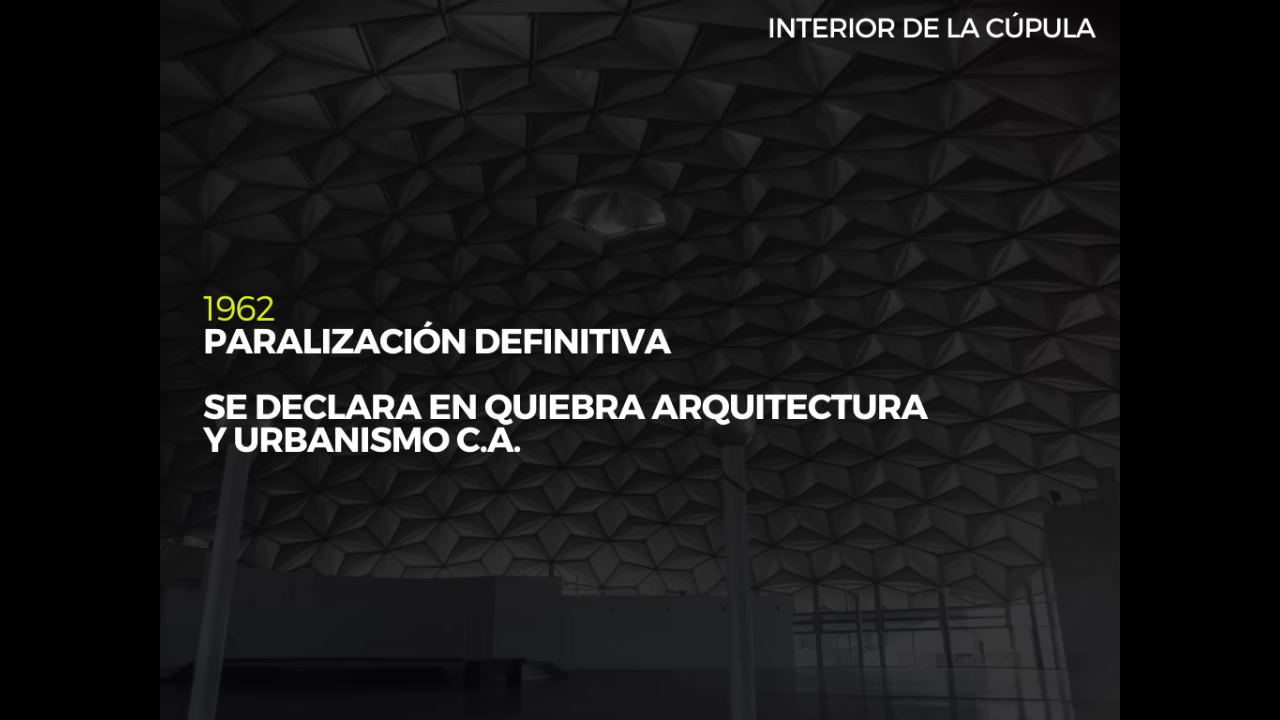 INTERIOR DE LA CÚPULA
1962
PARALIZACIÓN DEFINITIVA
SE DECLARA EN QUIEBRA ARQUITECTURA
Y URBANISMO C.A.